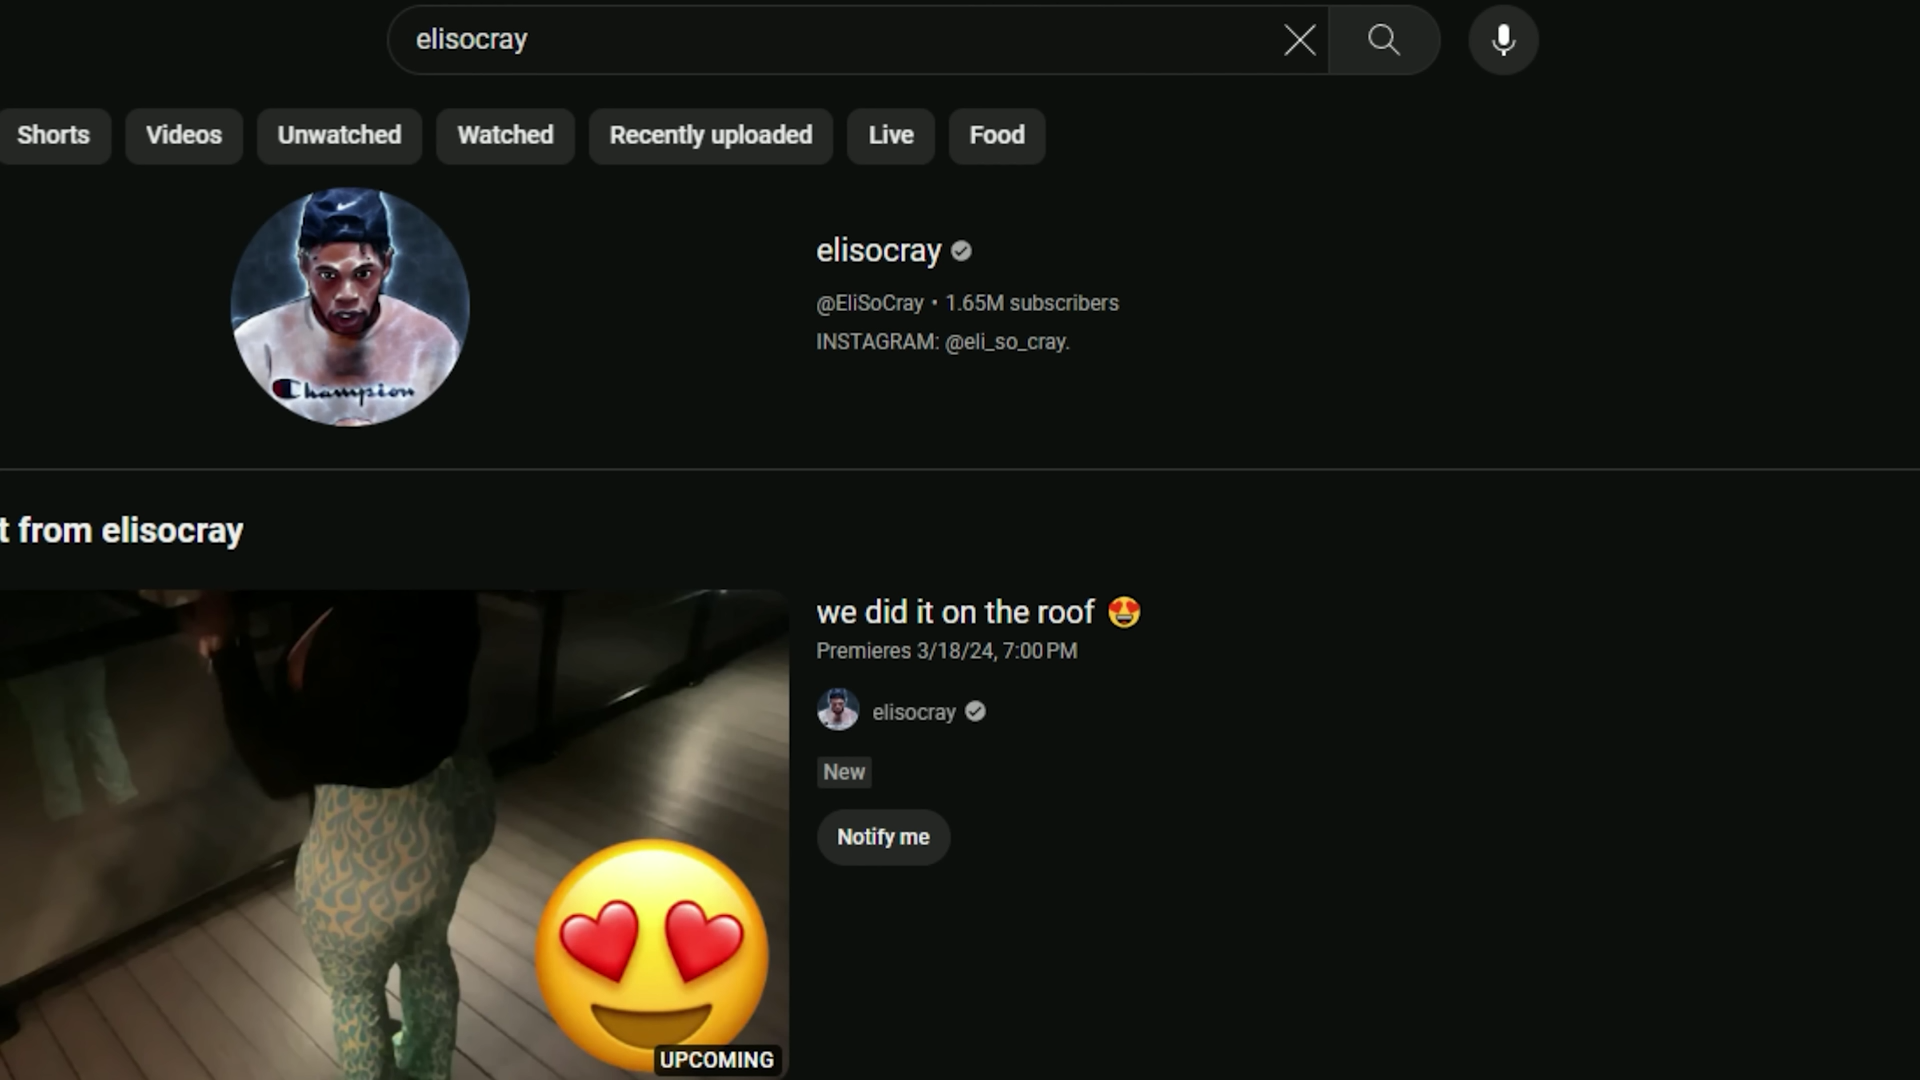 elisocray
Shorts
Videos
Unwatched
Watched
Recently uploaded
Live
Food
Champion
elisocray
@EliSoCray • 1.65M subscribers
INSTAGRAM: @eli_so_cray.
t from elisocray
we did it on the roof 😍
Premieres 3/18/24, 7:00 PM
elisocray
New
Notify me
UPCOMING